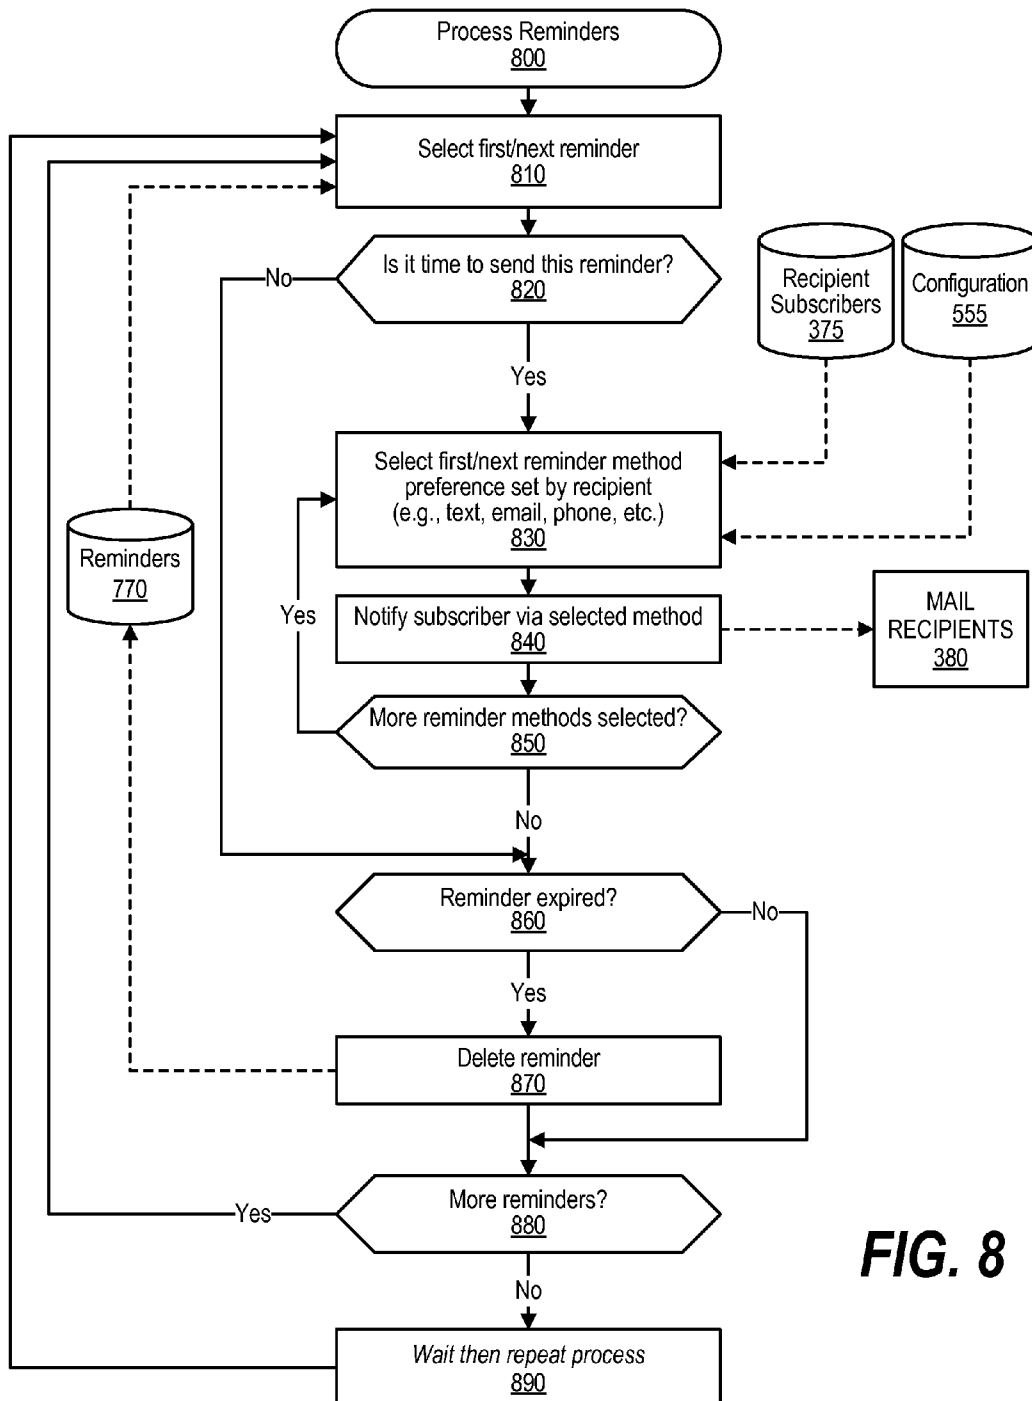 Process Reminders
800
Select first/next reminder
810
Is it time to send this reminder?
820
No
Yes
Recipient
Subscribers
375
Configuration
555
Select first/next reminder method
preference set by recipient
(e.g., text, email, phone, etc.)
830
Reminders
770
Yes
Notify subscriber via selected method
840
MAIL
RECIPIENTS
380
More reminder methods selected?
850
No
Reminder expired?
860
No
Yes
Delete reminder
870
More reminders?
880
Yes
No
FIG. 8
Wait then repeat process
890